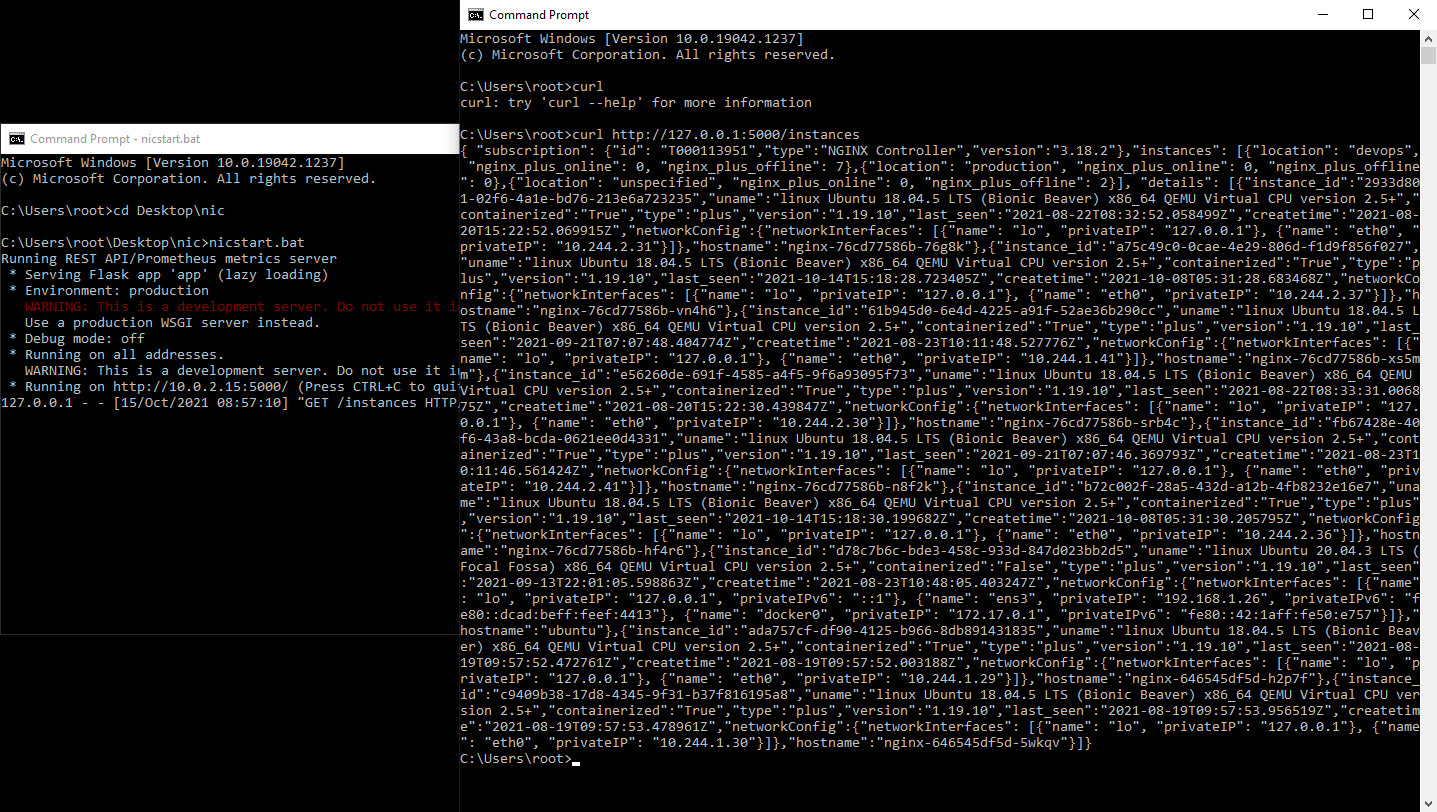 Command Prompt - nicstart.bat
Microsoft Windows [Version 10.0.19042.1237]
(c) Microsoft Corporation. All rights reserved.
C:\Users\root>cd Desktop\nic
C:\Users\root\Desktop\nic>nicstart.bat
Running REST API/Prometheus metrics server
* Serving Flask app 'app' (lazy loading)
* Environment: production
WARNING: This is a development server. Do not use it i
Use a production WSGI server instead.
* Debug mode: off
* Running on all addresses.
WARNING: This is a development server. Do not use it i
* Running on http://10.0.2.15:5000/ (Press CTRL+C to qui
127.0.0.1 - - [15/Oct/2021 08:57:10] "GET /instances HTTP
Command Prompt
Microsoft Windows [Version 10.0.19042.1237]
(c) Microsoft Corporation. All rights reserved.
C:\Users\root>curl
curl: try 'curl --help' for more information
C:\Users\root>curl http://127.0.0.1:5000/instances
{ "subscription": {"id": "T000113951","type":"NGINX Controller","version":"3.18.2"},"instances": [{"location": "devops",
"nginx_plus_online": 0, "nginx_plus_offline": 7},{"location": "production", "nginx_plus_online": 0, "nginx_plus_offline
": 0},{"location": "unspecified", "nginx_plus_online": 0, "nginx_plus_offline": 2}], "details": [{"instance_id":"2933d80
1-02f6-4a1e-bd76-213e6a723235","uname":"linux Ubuntu 18.04.5 LTS (Bionic Beaver) x86_64 QEMU Virtual CPU version 2.5+","
containerized":"True","type":"plus","version":"1.19.10","last_seen":"2021-08-22T08:32:52.058499Z","createtime":"2021-08-
20T15:22:52.069915Z","networkConfig":{"networkInterfaces": [{"name": "lo", "privateIP": "127.0.0.1"}, {"name": "eth0", "
privateIP": "10.244.2.31"}]},"hostname":"nginx-76cd77586b-76g8k"},{"instance_id":"a75c49c0-0cae-4e29-806d-f1d9f856f027",
"uname":"linux Ubuntu 18.04.5 LTS (Bionic Beaver) x86_64 QEMU Virtual CPU version 2.5+","containerized":"True","type":"p
lus","version":"1.19.10","last_seen":"2021-10-14T15:18:28.723405Z","createtime":"2021-10-08T05:31:28.683468Z","networkCo
nfig":{"networkInterfaces": [{"name": "lo", "privateIP": "127.0.0.1"}, {"name": "eth0", "privateIP": "10.244.2.37"}]},"h
ostname":"nginx-76cd77586b-vn4h6"},{"instance_id":"61b945d0-6e4d-4225-a91f-52ae36b290cc","uname":"linux Ubuntu 18.04.5 L
TS (Bionic Beaver) x86_64 QEMU Virtual CPU version 2.5+","containerized":"True","type":"plus","version":"1.19.10","last_
seen":"2021-09-21T07:07:48.404774Z","createtime":"2021-08-23T10:11:48.527776Z","networkConfig":{"networkInterfaces": [{"
name": "lo", "privateIP": "127.0.0.1"}, {"name": "eth0", "privateIP": "10.244.1.41"}]},"hostname":"nginx-76cd77586b-xs5m
m"},{"instance_id":"e56260de-691f-4585-a4f5-9f6a93095f73","uname":"linux Ubuntu 18.04.5 LTS (Bionic Beaver) x86_64 QEMU
Virtual CPU version 2.5+","containerized":"True","type":"plus","version":"1.19.10","last_seen":"2021-08-22T08:33:31.0068
75Z","createtime":"2021-08-20T15:22:30.439847Z","networkConfig":{"networkInterfaces": [{"name": "lo", "privateIP": "127.
0.0.1"}, {"name": "eth0", "privateIP": "10.244.2.30"}]},"hostname":"nginx-76cd77586b-srb4c"},{"instance_id":"fb67428e-40
f6-43a8-bcda-0621ee0d4331","uname":"linux Ubuntu 18.04.5 LTS (Bionic Beaver) x86_64 QEMU Virtual CPU version 2.5+","cont
ainerized":"True","type":"plus","version":"1.19.10","last_seen":"2021-09-21T07:07:46.369793Z","createtime":"2021-08-23T1
0:11:46.561424Z","networkConfig":{"networkInterfaces": [{"name": "lo", "privateIP": "127.0.0.1"}, {"name": "eth0", "priv
ateIP": "10.244.2.41"}]},"hostname":"nginx-76cd77586b-n8f2k"},{"instance_id":"b72c002f-28a5-432d-a12b-4fb8232e16e7","una
me":"linux Ubuntu 18.04.5 LTS (Bionic Beaver) x86_64 QEMU Virtual CPU version 2.5+","containerized":"True","type":"plus"
,"version":"1.19.10","last_seen":"2021-10-14T15:18:30.199682Z","createtime":"2021-10-08T05:31:30.205795Z","networkConfig
":{"networkInterfaces": [{"name": "lo", "privateIP": "127.0.0.1"}, {"name": "eth0", "privateIP": "10.244.2.36"}]},"hostn
ame":"nginx-76cd77586b-hf4r6"},{"instance_id":"d78c7b6c-bde3-458c-933d-847d023bb2d5","uname":"linux Ubuntu 20.04.3 LTS (
Focal Fossa) x86_64 QEMU Virtual CPU version 2.5+","containerized":"False","type":"plus","version":"1.19.10","last_seen"
:"2021-09-13T22:01:05.598863Z","createtime":"2021-08-23T10:48:05.403247Z","networkConfig":{"networkInterfaces": [{"name"
: "lo", "privateIP": "127.0.0.1", "privateIPv6": "::1"}, {"name": "ens3", "privateIP": "192.168.1.26", "privateIPv6": "f
e80::dcad:beff:feef:4413"}, {"name": "docker0", "privateIP": "172.17.0.1", "privateIPv6": "fe80::42:1aff:fe50:e757"}]},"
hostname":"ubuntu"},{"instance_id":"ada757cf-df90-4125-b966-8db891431835","uname":"linux Ubuntu 18.04.5 LTS (Bionic Beav
er) x86_64 QEMU Virtual CPU version 2.5+","containerized":"True","type":"plus","version":"1.19.10","last_seen":"2021-08-
19T09:57:52.472761Z","createtime":"2021-08-19T09:57:52.003188Z","networkConfig":{"networkInterfaces": [{"name": "lo", "p
rivateIP": "127.0.0.1"}, {"name": "eth0", "privateIP": "10.244.1.29"}]},"hostname":"nginx-646545df5d-h2p7f"},{"instance_
id":"c9409b38-17d8-4345-9f31-b37f816195a8","uname":"linux Ubuntu 18.04.5 LTS (Bionic Beaver) x86_64 QEMU Virtual CPU ver
sion 2.5+","containerized":"True","type":"plus","version":"1.19.10","last_seen":"2021-08-19T09:57:53.956519Z","createtim
e":"2021-08-19T09:57:53.478961Z","networkConfig":{"networkInterfaces": [{"name": "lo", "privateIP": "127.0.0.1"}, {"name
": "eth0", "privateIP": "10.244.1.30"}]},"hostname":"nginx-646545df5d-5wkqv"}]}
C:\Users\root>